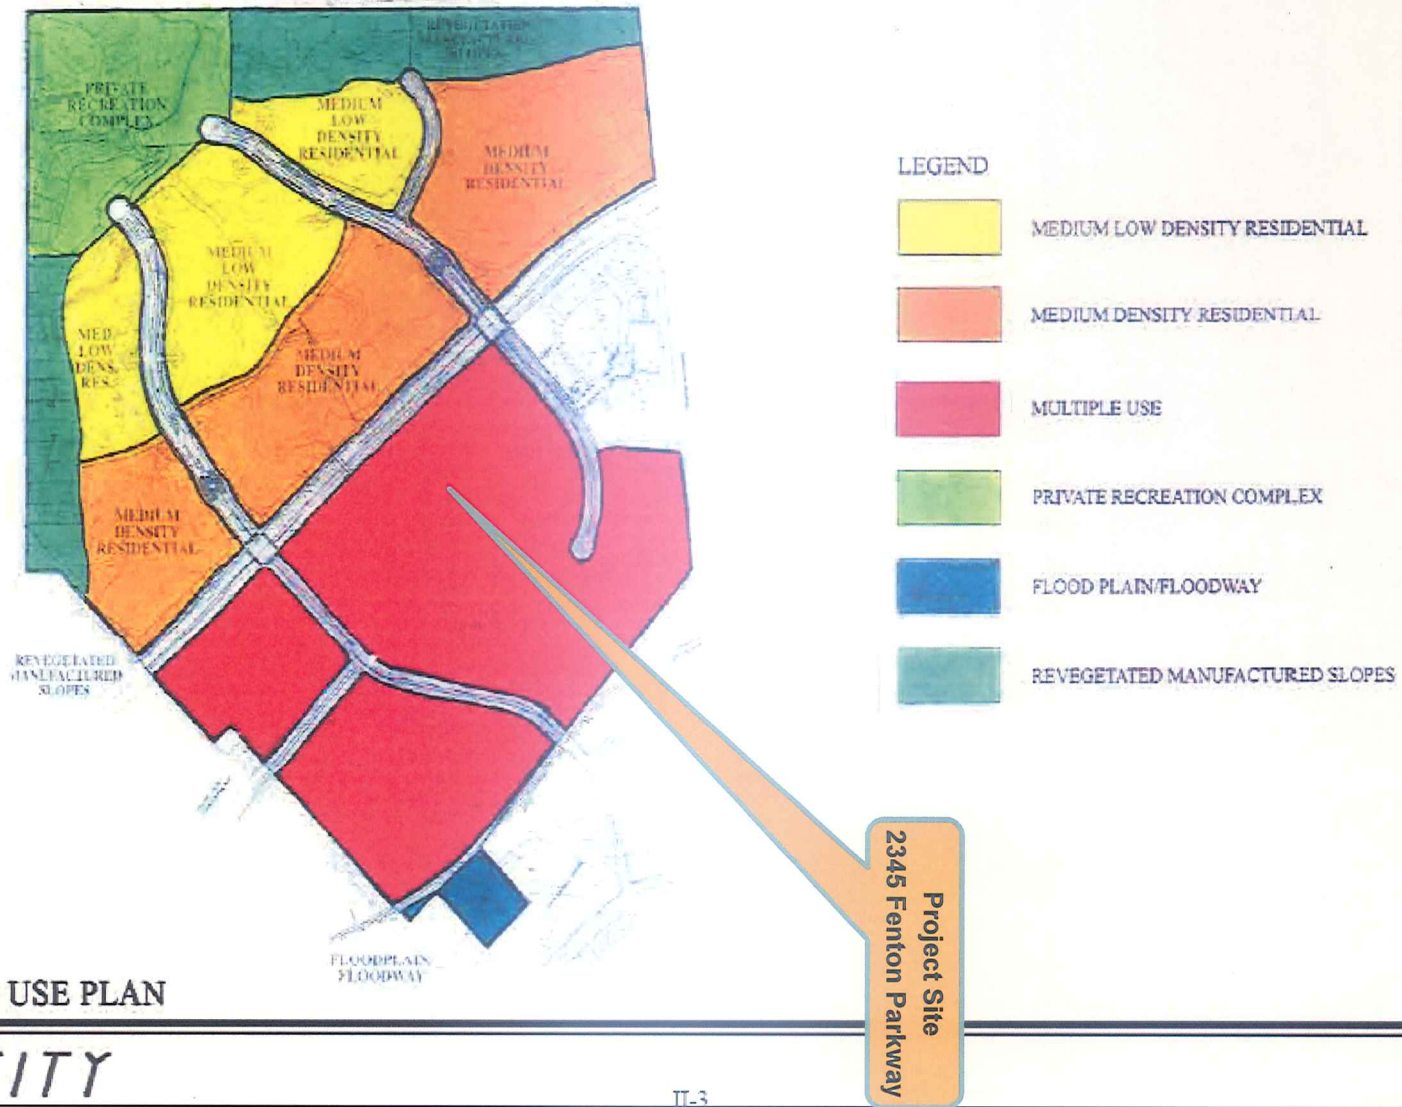 REVEGETATED
MANUFACTURED
SLOPES
PRIVATE
RECREATION
COMPLEX
MEDIUM
LOW
DENSITY
RESIDENTIAL
MEDIUM
DENSITY
RESIDENTIAL
MEDIUM
LOW
DENSITY
RESIDENTIAL
MED.
LOW
DENS.
RES.
MEDIUM
DENSITY
RESIDENTIAL
MEDIUM
DENSITY
RESIDENTIAL
REVEGETATED
MANUFACTURED
SLOPES
FLOODPLAIN/
FLOODWAY
LEGEND
MEDIUM LOW DENSITY RESIDENTIAL
MEDIUM DENSITY RESIDENTIAL
MULTIPLE USE
PRIVATE RECREATION COMPLEX
FLOOD PLAIN/FLOODWAY
REVEGETATED MANUFACTURED SLOPES
Project Site
2345 Fenton Parkway
USE PLAN
ITY
II-3